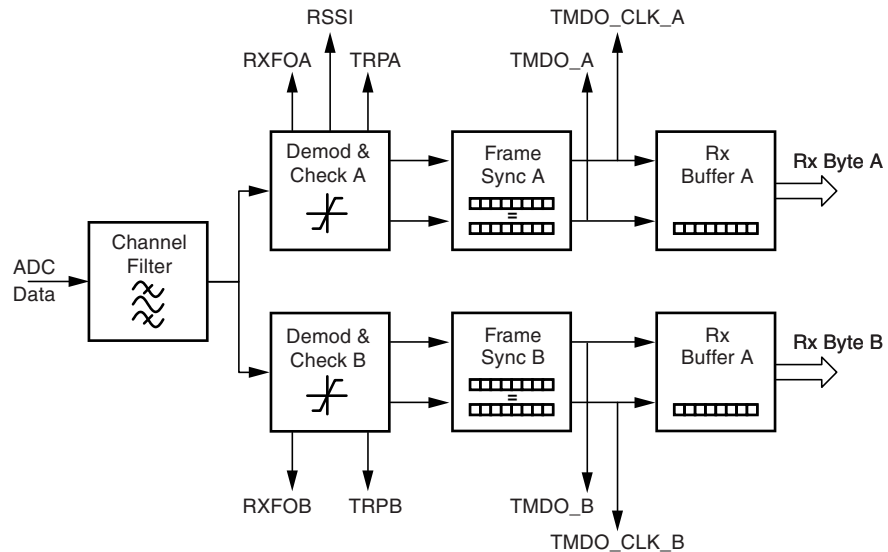 RSSI
TMDO_CLK_A
RXFOA
TRPA
TMDO_A
Demod &
Check A
Frame
Sync A
=
Rx
Buffer A
Rx Byte A
Channel
Filter
ADC
Data
Demod &
Check B
Frame
Sync B
=
Rx
Buffer A
Rx Byte B
RXFOB
TRPB
TMDO_B
TMDO_CLK_B